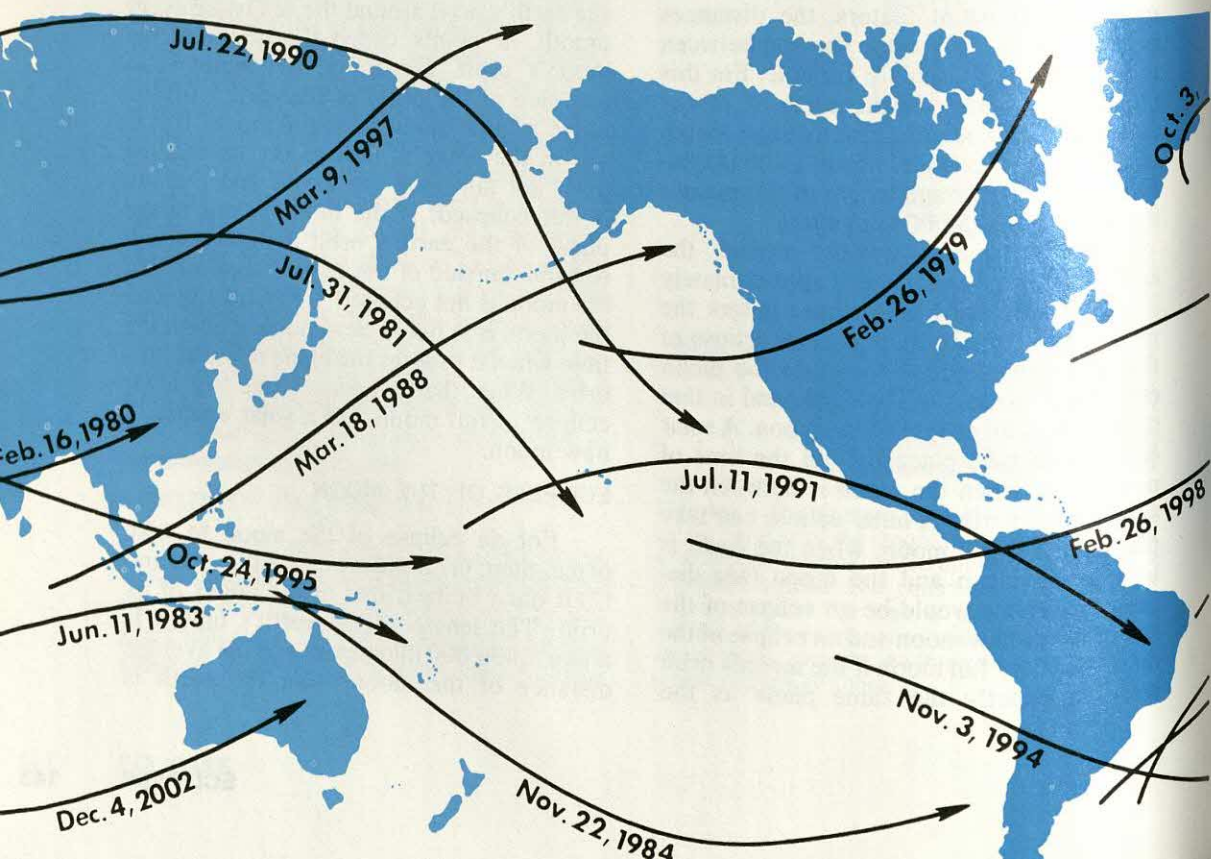 Jul. 22, 1990
Mar. 9, 1997
Oct. 3,
Jul. 31, 1981
Feb. 26, 1979
Mar. 18, 1988
Feb. 16, 1980
Jul. 11, 1991
Feb. 26, 1998
Oct. 24, 1995
Jun. 11, 1983
Nov. 3, 1994
Dec. 4, 2002
Nov. 22, 1984